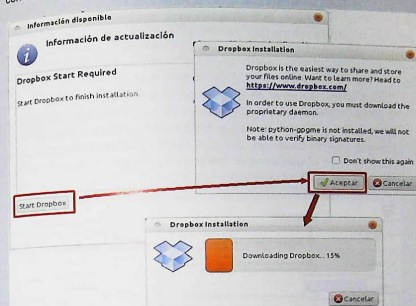 Información disponible
Información de actualización
Dropbox Start Required
Start Dropbox to finish installation.
Start Dropbox
Dropbox Installation
Dropbox is the easiest way to share and store
your files online. Want to learn more? Head to
https://www.dropbox.com/
In order to use Dropbox, you must download the
proprietary daemon.
Note: python-gpgme is not installed, we will not
be able to verify binary signatures.
Don't show this again
Aceptar
Cancelar
Dropbox Installation
Downloading Dropbox... 15%
Cancelar